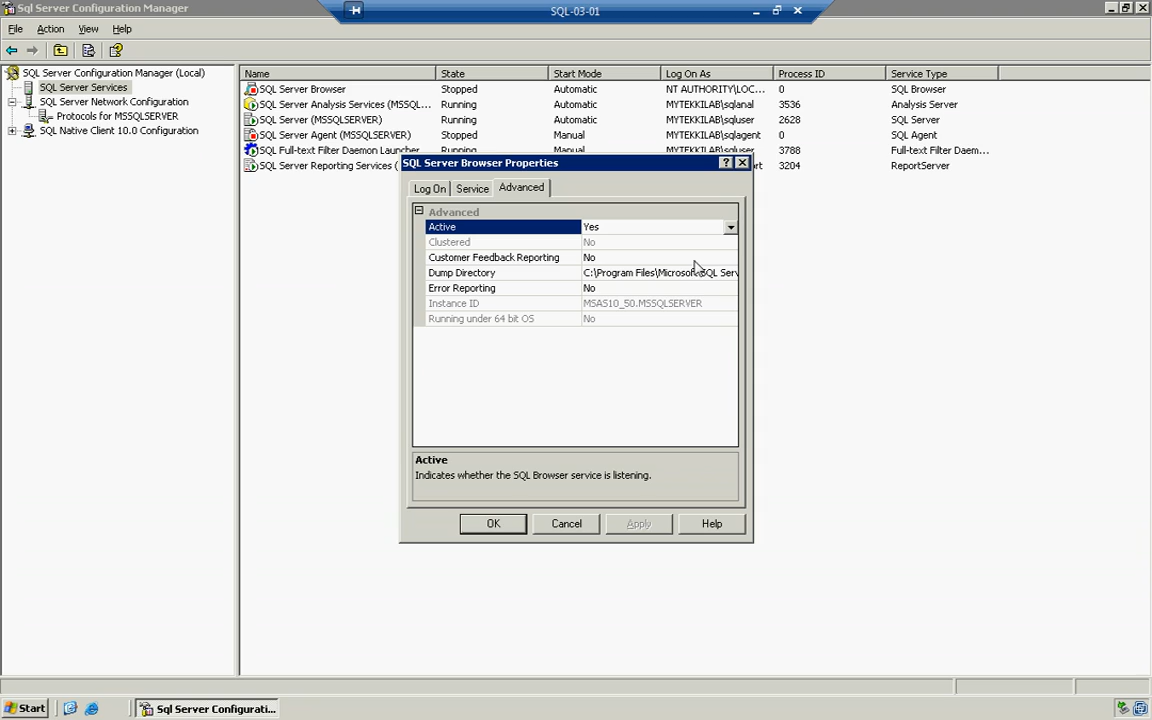 Sql Server Configuration Manager
SQL-03-01
File Action View Help
SQL Server Configuration Manager (Local)
SQL Server Services
SQL Server Network Configuration
Protocols for MSSQLSERVER
SQL Native Client 10.0 Configuration
Name State Start Mode Log On As Process ID Service Type
SQL Server Browser Stopped Automatic NT AUTHORITY\LOC... 0 SQL Browser
SQL Server Analysis Services (MSSQL... Running Automatic MYTEKKILAB\sqlanal 3536 Analysis Server
SQL Server (MSSQLSERVER) Running Automatic MYTEKKILAB\sqluser 2628 SQL Server
SQL Server Agent (MSSQLSERVER) Stopped Manual MYTEKKILAB\sqlagent 0 SQL Agent
SQL Full-text Filter Daemon Launcher Running Manual MYTEKKILAB\sqluser 3788 Full-text Filter Daem...
SQL Server Reporting Services ( 3204 ReportServer
SQL Server Browser Properties
Log On Service Advanced
Advanced
Active Yes
Clustered No
Customer Feedback Reporting No
Dump Directory C:\Program Files\Microsoft SQL Serv
Error Reporting No
Instance ID MSAS10_50.MSSQLSERVER
Running under 64 bit OS No
Active
Indicates whether the SQL Browser service is listening.
OK Cancel Apply Help
Start Sql Server Configurati...